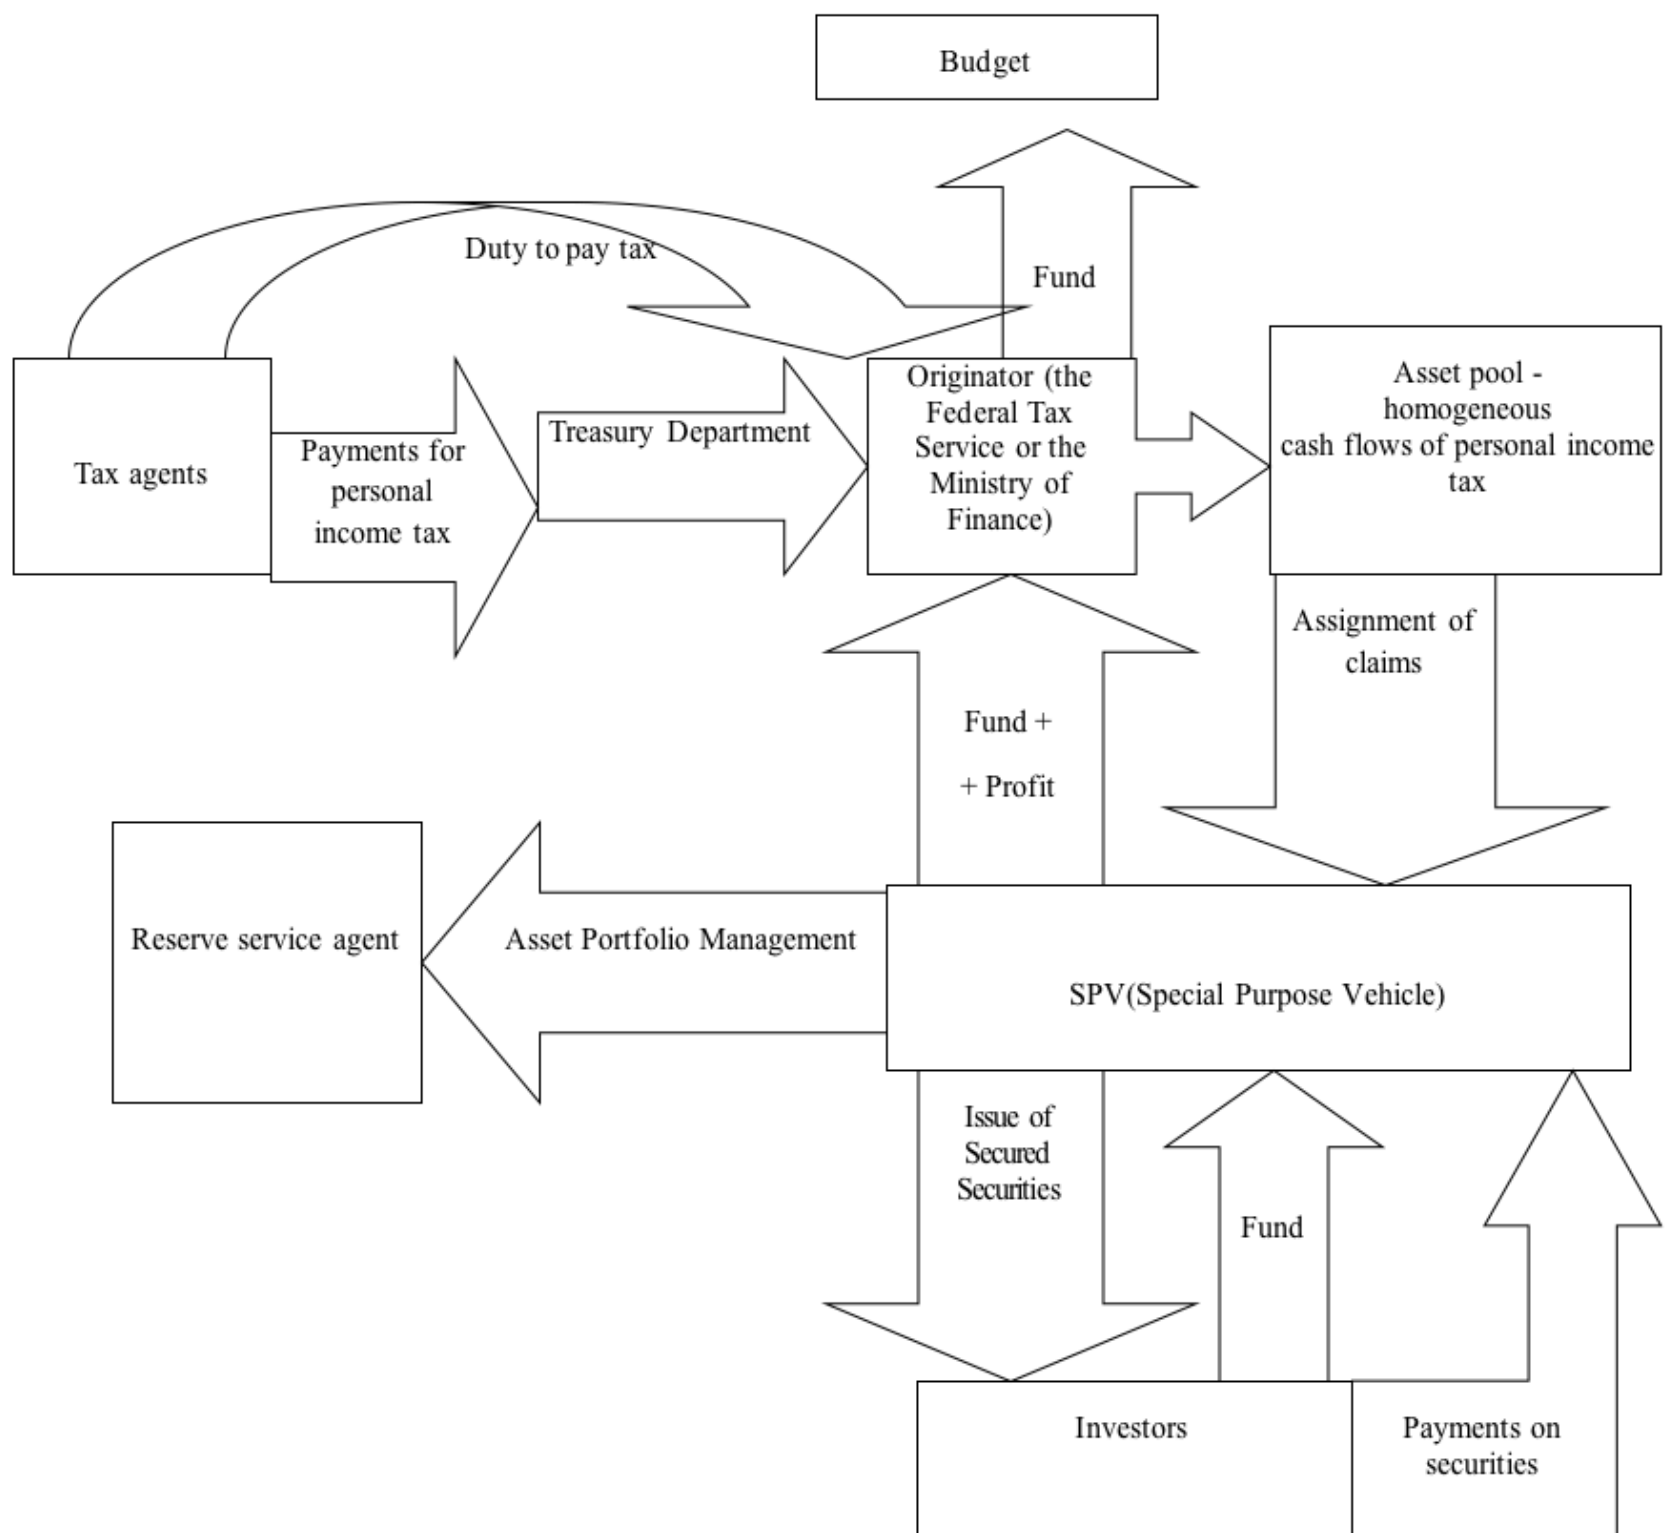 Budget
Duty to pay tax
Fund
Tax agents
Payments for
personal
income tax
Treasury Department
Originator (the
Federal Tax
Service or the
Ministry of
Finance)
Asset pool -
homogeneous
cash flows of personal income
tax
Assignment of
claims
Fund +
+ Profit
Reserve service agent
Asset Portfolio Management
SPV(Special Purpose Vehicle)
Issue of
Secured
Securities
Fund
Investors
Payments on
securities